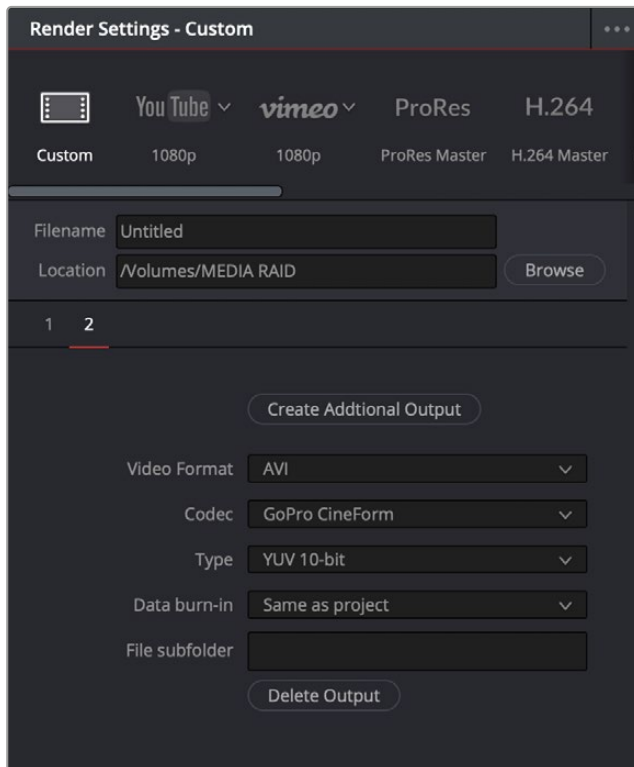 Render Settings - Custom
You Tube
vimeo
ProRes
H.264
Custom
1080p
1080p
ProRes Master
H.264 Master
Filename
Untitled
Location
/Volumes/MEDIA RAID
Browse
1
2
Create Addtional Output
Video Format
AVI
Codec
GoPro CineForm
Type
YUV 10-bit
Data burn-in
Same as project
File subfolder
Delete Output